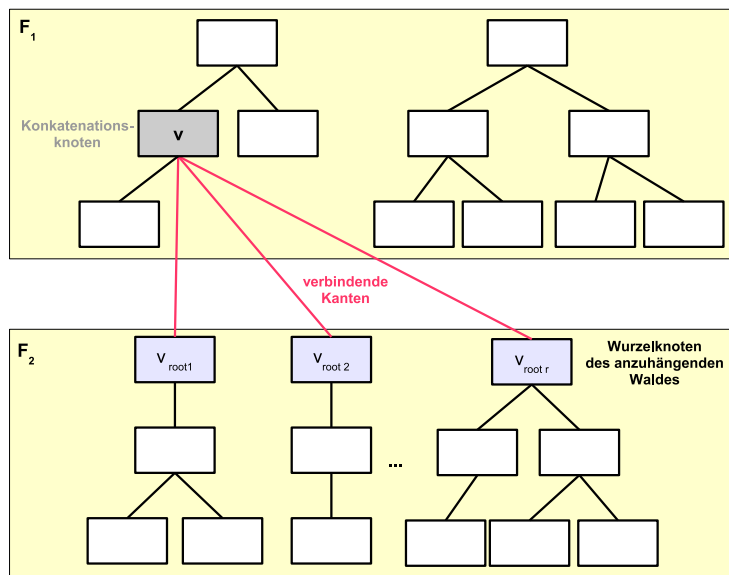 F1
Konkatenations-
knoten
v
verbindende
Kanten
F2
Vroot1
Vroot 2
Vroot r
Wurzelknoten
des anzuhängenden
Waldes
...